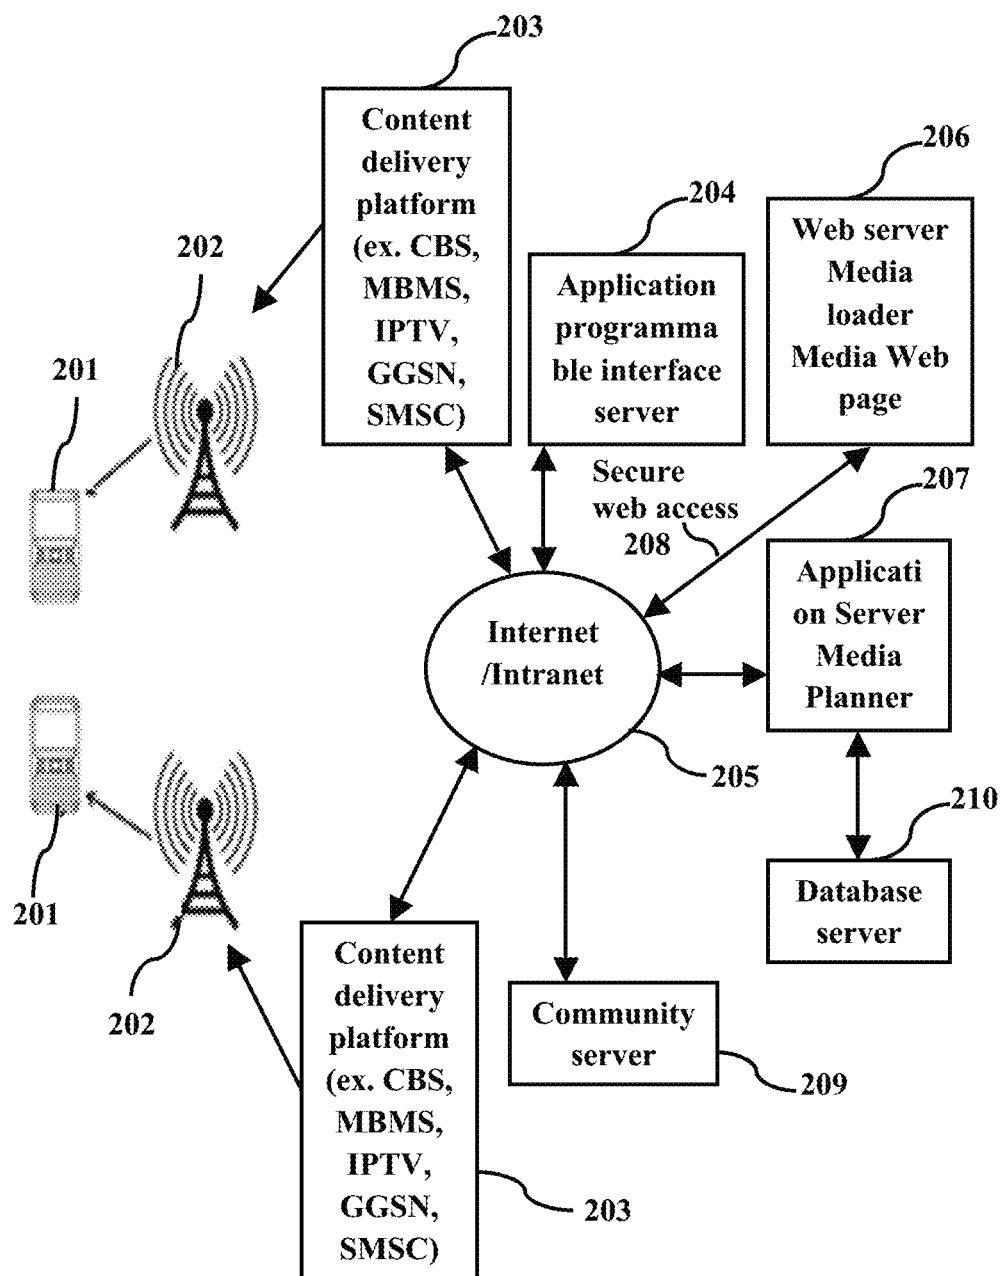 203
Content
delivery
platform
(ex. CBS,
MBMS,
IPTV,
GGSN,
SMSC)
206
Web server
Media
loader
Media Web
page
204
Application
programma
ble interface
server
202
201
Secure
web access
208
207
Applicati
on Server
Media
Planner
Internet
/Intranet
205
210
Database
server
201
202
Content
delivery
platform
(ex. CBS,
MBMS,
IPTV,
GGSN,
SMSC)
203
Community
server
209